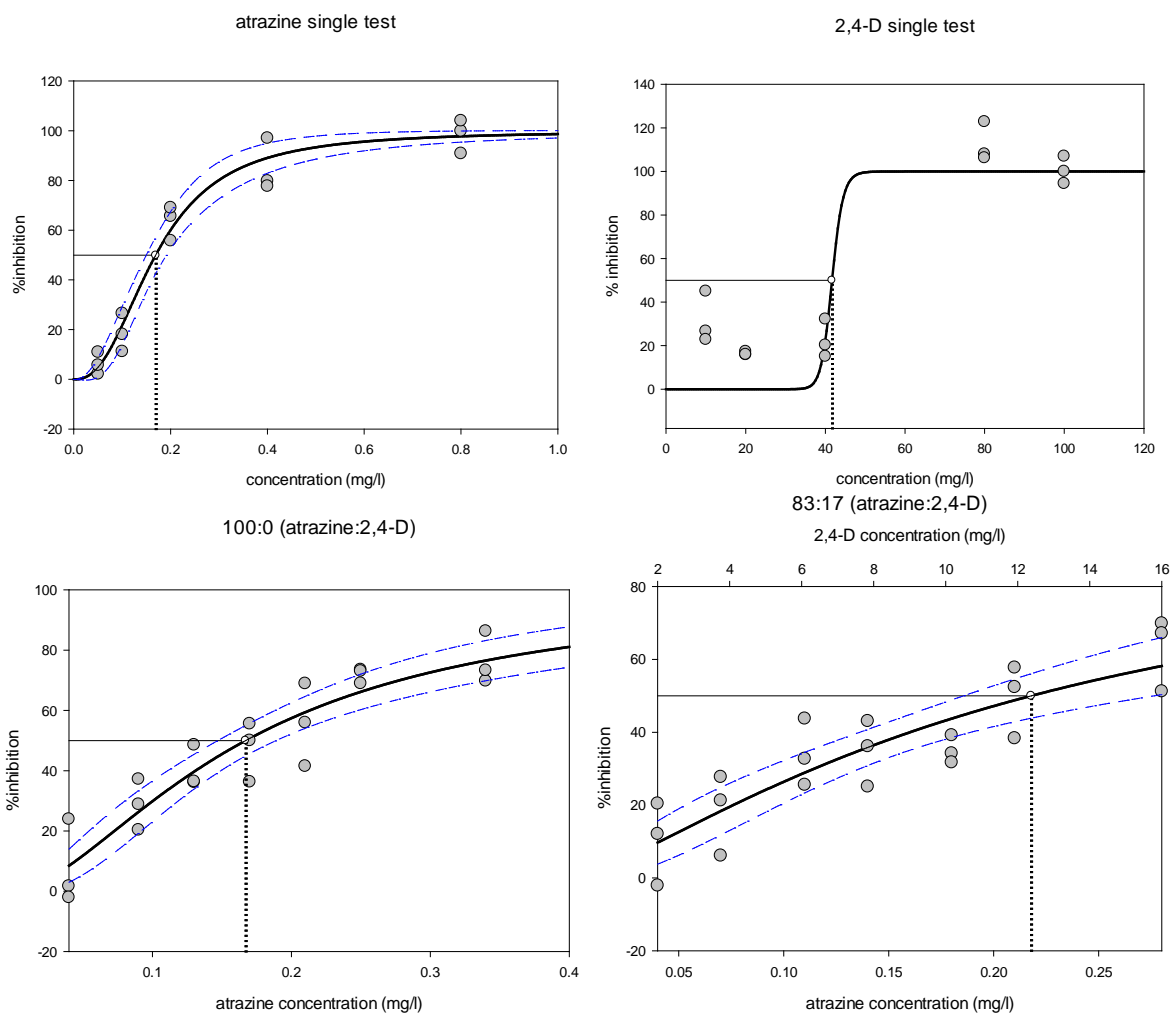 atrazine single test
120
100
80
60
40
20
0
-20
%inhibition
0.0 0.2 0.4 0.6 0.8 1.0
concentration (mg/l)
2,4-D single test
140
120
100
80
60
40
20
0
% inhibition
0 20 40 60 80 100 120
concentration (mg/l)
100:0 (atrazine:2,4-D)
100
80
60
40
20
0
-20
%inhibition
0.1 0.2 0.3 0.4
atrazine concentration (mg/l)
83:17 (atrazine:2,4-D)
2,4-D concentration (mg/l)
2 4 6 8 10 12 14 16
80
60
40
20
0
-20
%inhibition
0.05 0.10 0.15 0.20 0.25
atrazine concentration (mg/l)